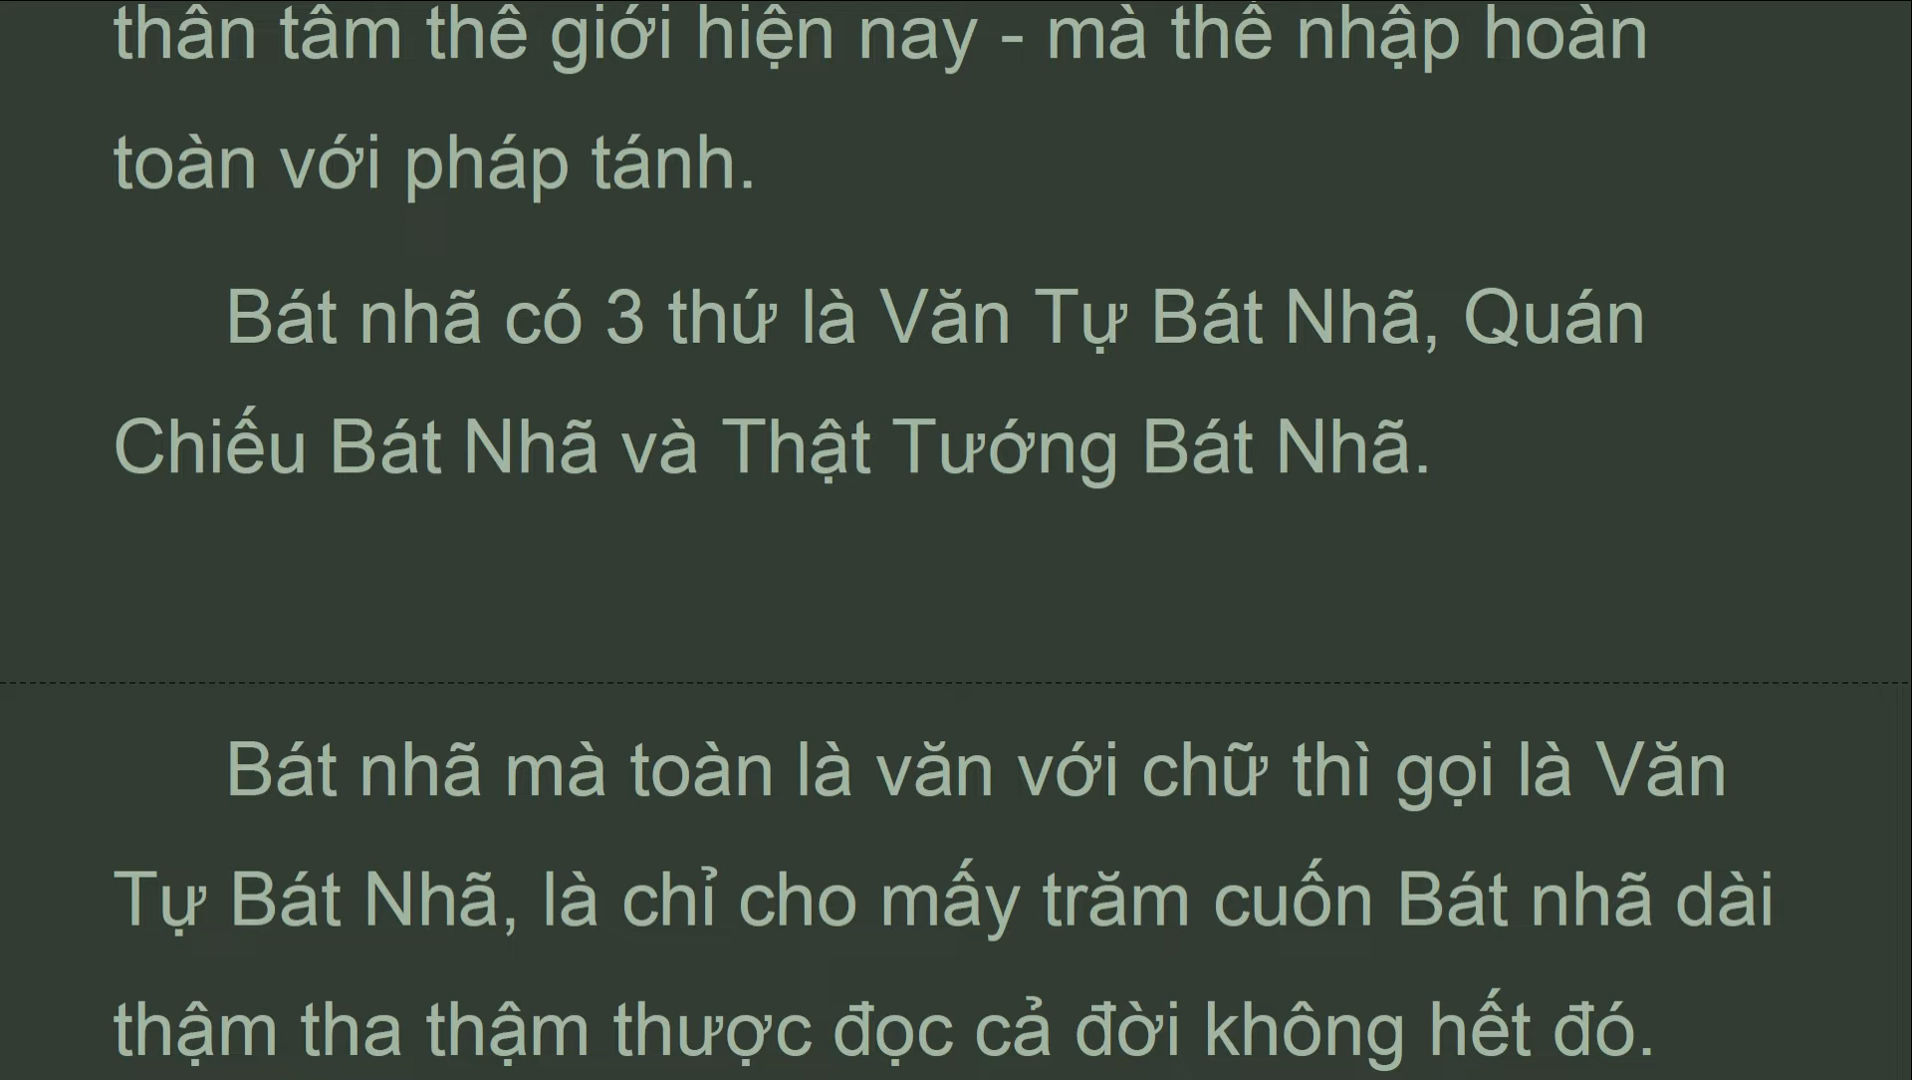 thân tâm thế giới hiện nay - mà thể nhập hoàn
toàn với pháp tánh.
Bát nhã có 3 thứ là Văn Tự Bát Nhã, Quán
Chiếu Bát Nhã và Thật Tướng Bát Nhã.
Bát nhã mà toàn là văn với chữ thì gọi là Văn
Tự Bát Nhã, là chỉ cho mấy trăm cuốn Bát nhã dài
thậm tha thậm thược đọc cả đời không hết đó.